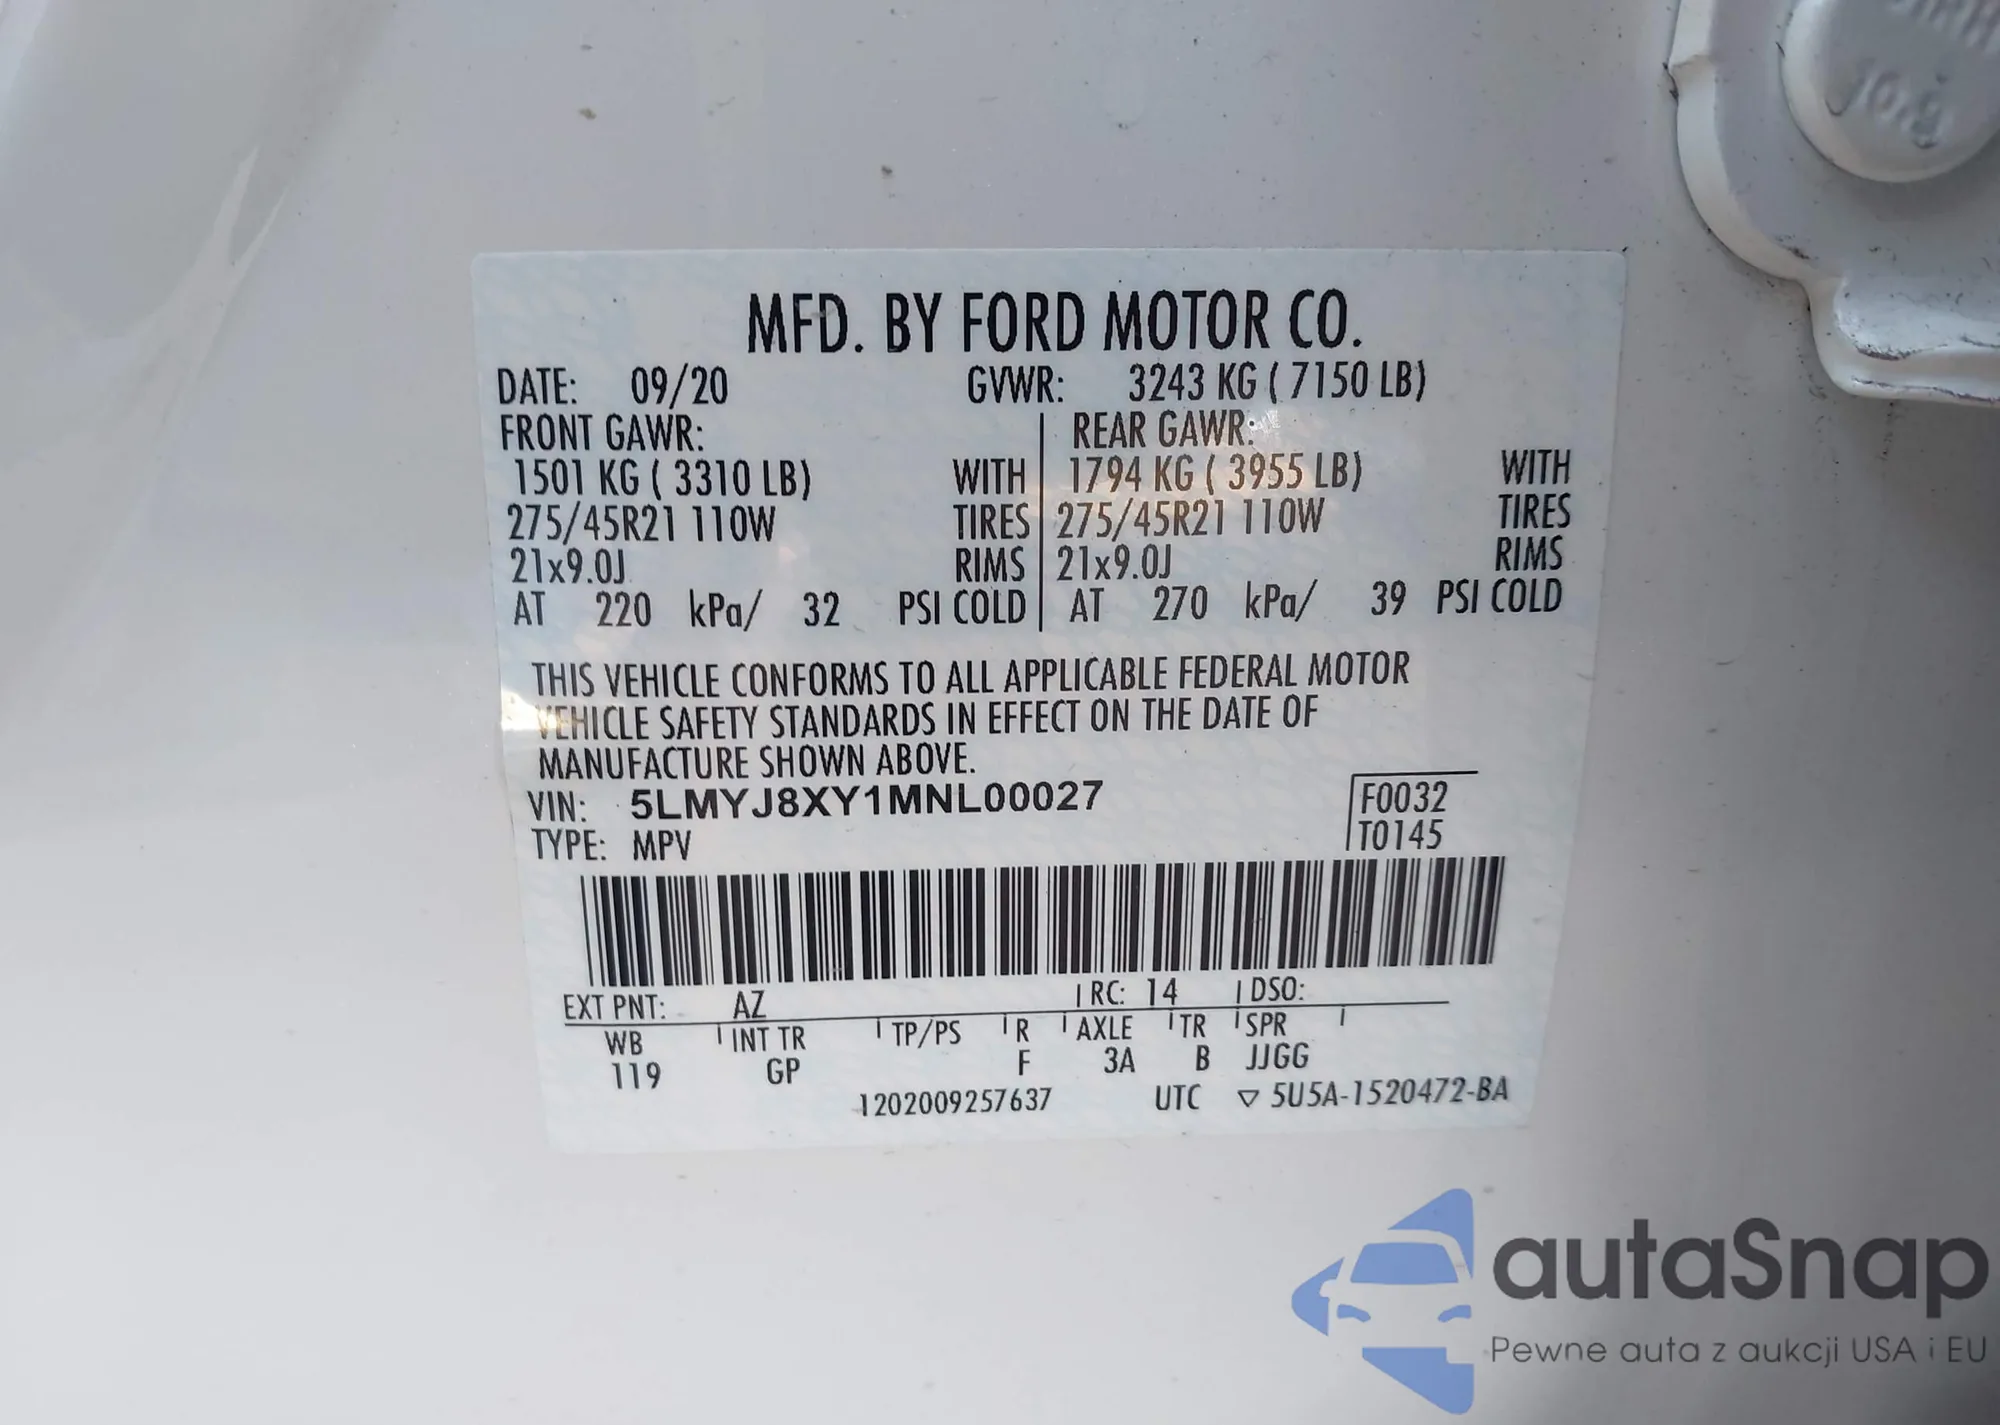 10.9
MFD. BY FORD MOTOR CO.
DATE: 09/20 GVWR: 3243 KG ( 7150 LB)
FRONT GAWR: REAR GAWR:
1501 KG ( 3310 LB) WITH 1794 KG ( 3955 LB) WITH
275/45R21 110W TIRES 275/45R21 110W TIRES
21x9.0J RIMS 21x9.0J RIMS
AT 220 kPa/ 32 PSI COLD AT 270 kPa/ 39 PSI COLD
THIS VEHICLE CONFORMS TO ALL APPLICABLE FEDERAL MOTOR
VEHICLE SAFETY STANDARDS IN EFFECT ON THE DATE OF
MANUFACTURE SHOWN ABOVE.
VIN: 5LMYJ8XY1MNL00027 F0032
TYPE: MPV T0145
EXT PNT: AZ RC: 14 DSO:
WB INT TR TP/PS R AXLE TR SPR
119 GP F 3A B JJGG
1202009257637 UTC ▽ 5U5A-1520472-BA
autaSnap
Pewne auta z aukcji USA i EU